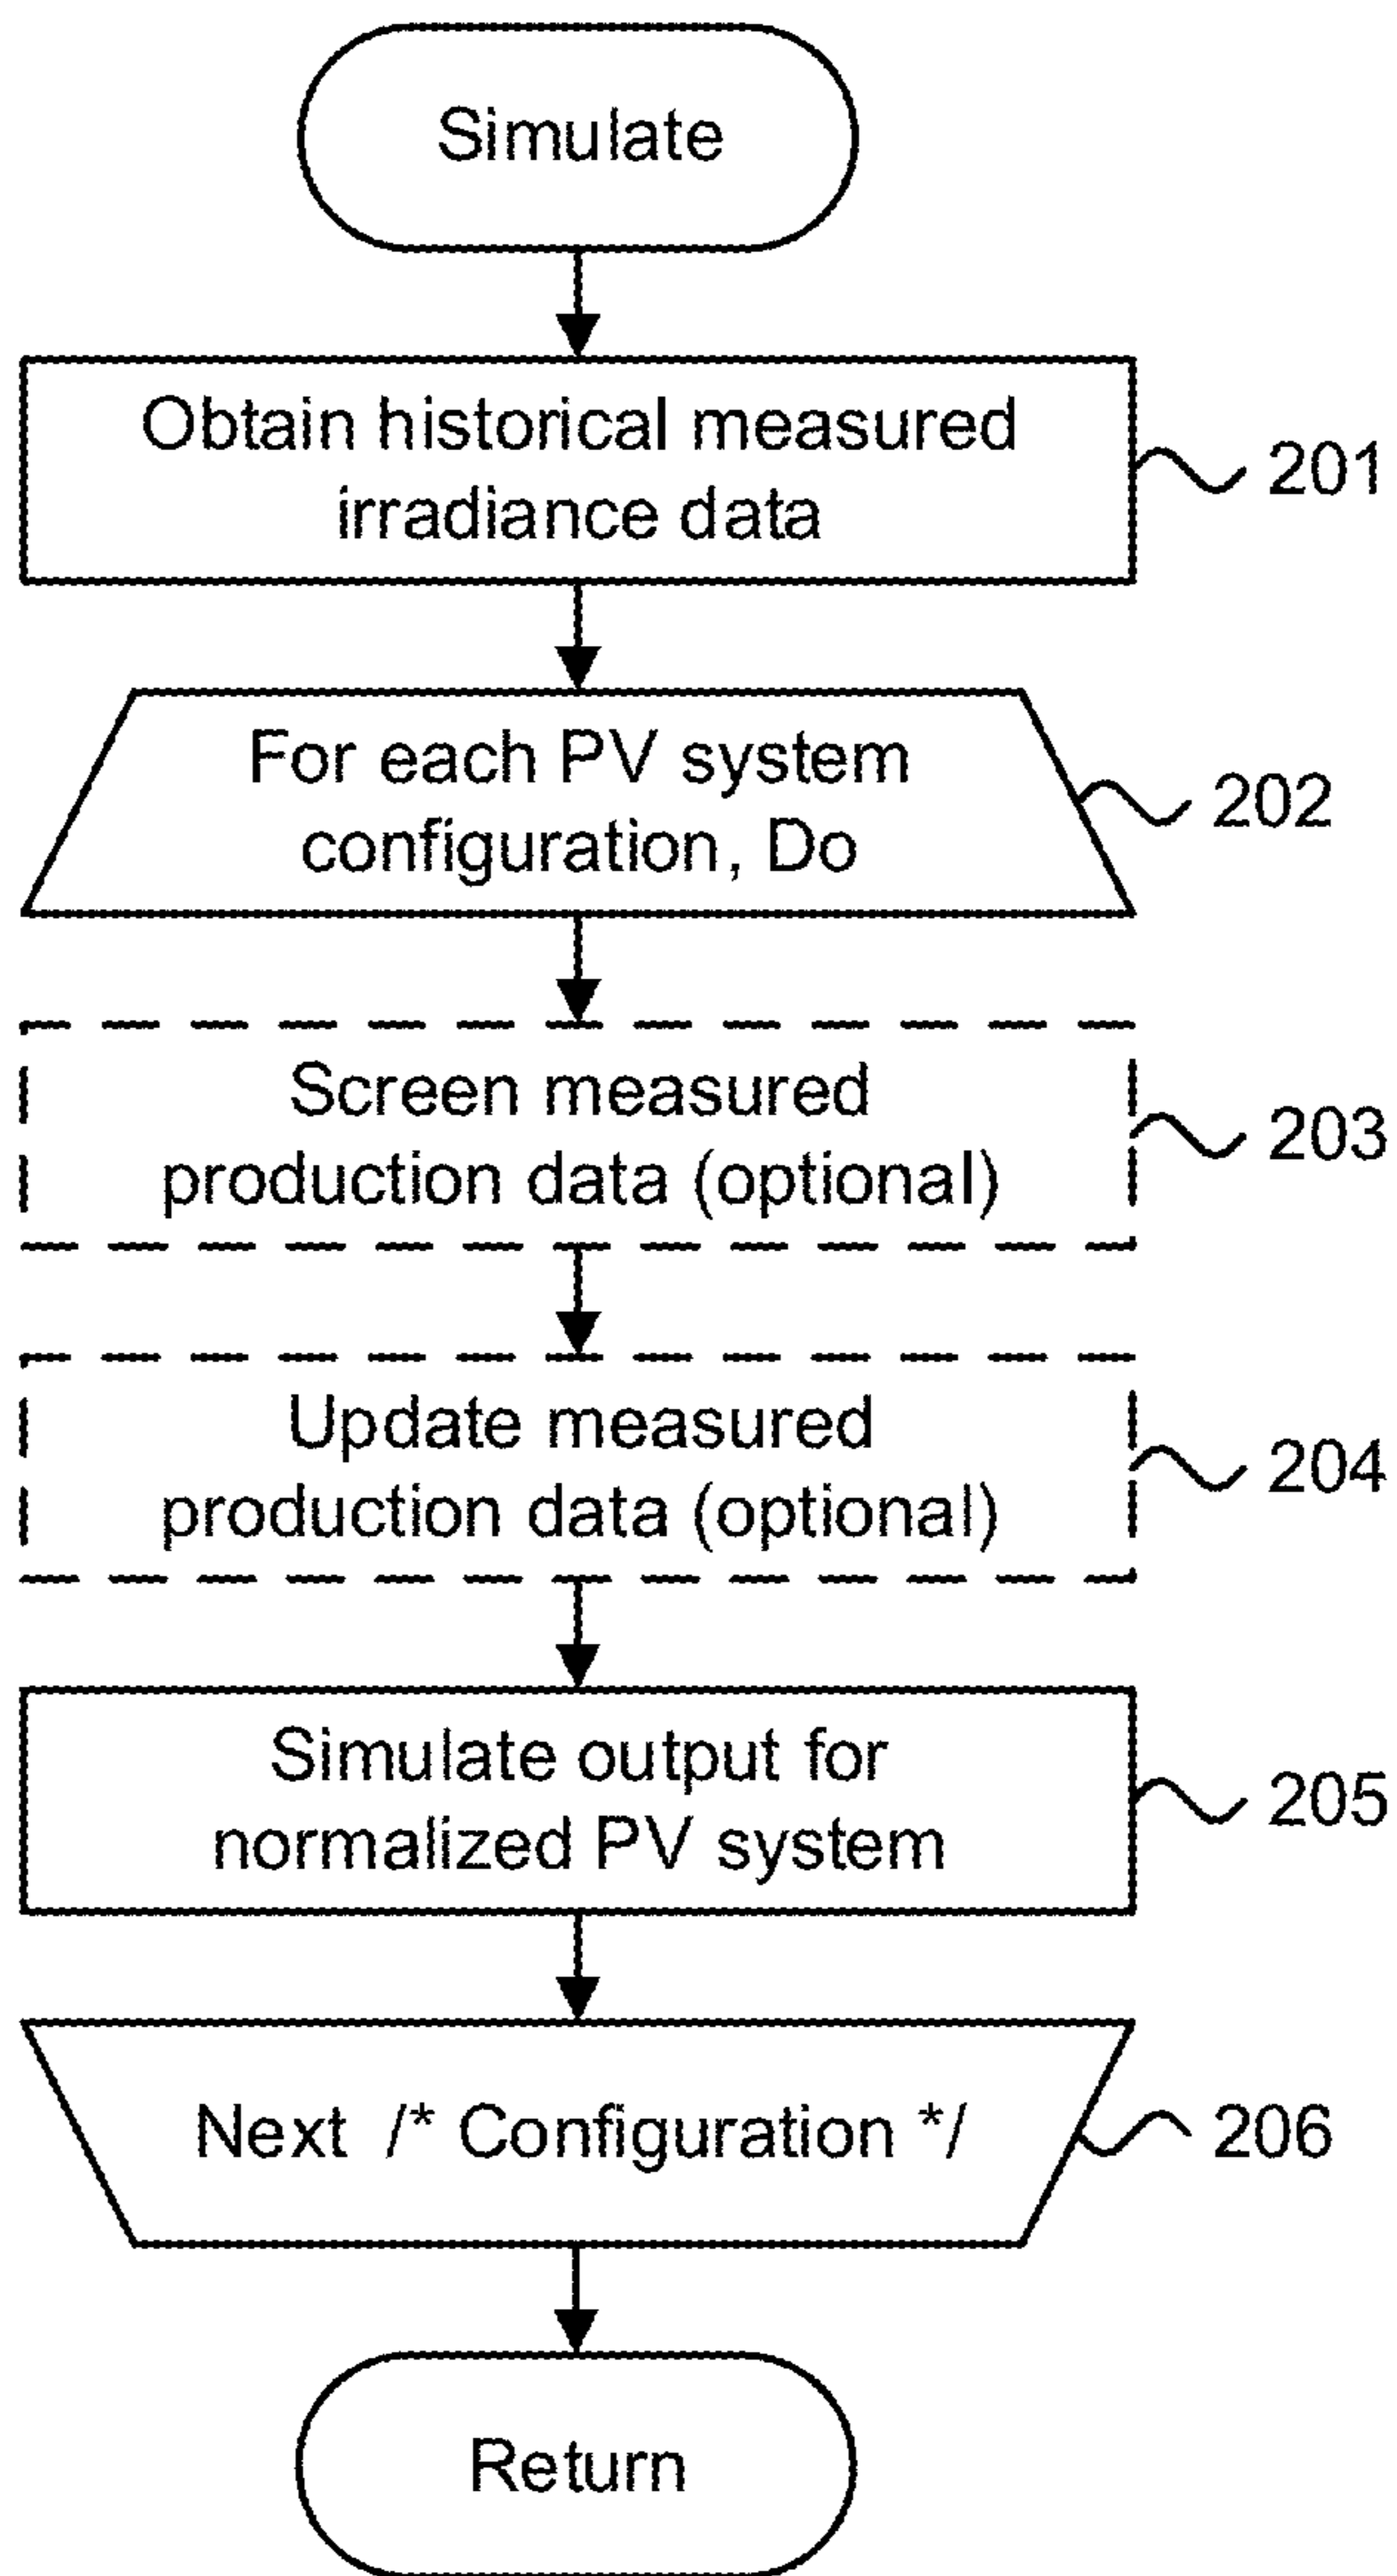 Simulate
Obtain historical measured
irradiance data
201
For each PV system
configuration, Do
202
Screen measured
production data (optional)
203
Update measured
production data (optional)
204
Simulate output for
normalized PV system
205
Next /* Configuration */
206
Return